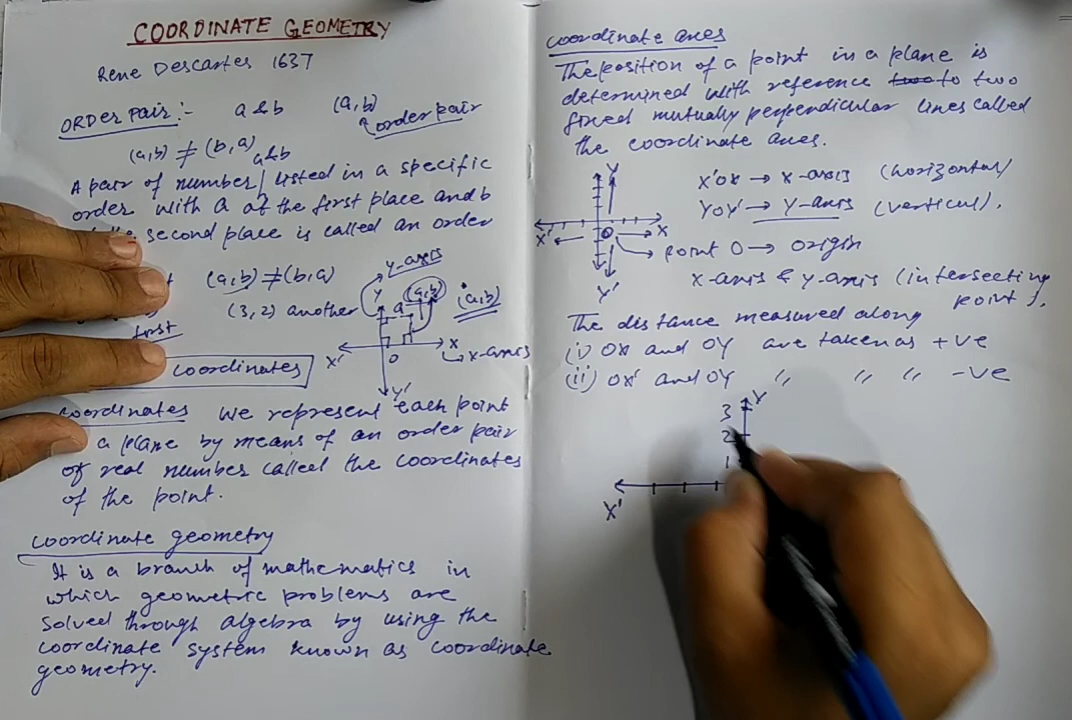 COORDINATE GEOMETRY
Rene Descartes 1637
ORDER PAIR:- a & b (a,b)
order pair
(a,b) ≠ (b,a)
a&b
A pair of number/ listed in a specific
order with a at the first place and b
second place is called an order
(a,b) ≠ (b,a)
(3,2) another
first
y-axis
Y
a
(a,b)
(a,b)
X'
O
X
x-axis
Y'
coordinates
coordinates We represent each point
a plane by means of an order pair
of real number called the coordinates
of the point.
coordinate geometry
It is a branch of mathematics in
which geometric problems are
solved through algebra by using the
coordinate system known as coordinate
geometry.
coordinate axes
The position of a point in a plane is
determined with reference two to two
fixed mutually perpendicular lines called
the coordinate axes.
Y
X'
O
X
Y'
X'OX → X-axis (horizontal)
YOY' → Y-axis (vertical).
point O → origin
x-axis & y-axis (intersecting
point).
The distance measured along
(i) OX and OY are taken as +ve
(ii) OX' and OY " " " -ve
Y
3
2
1
X'